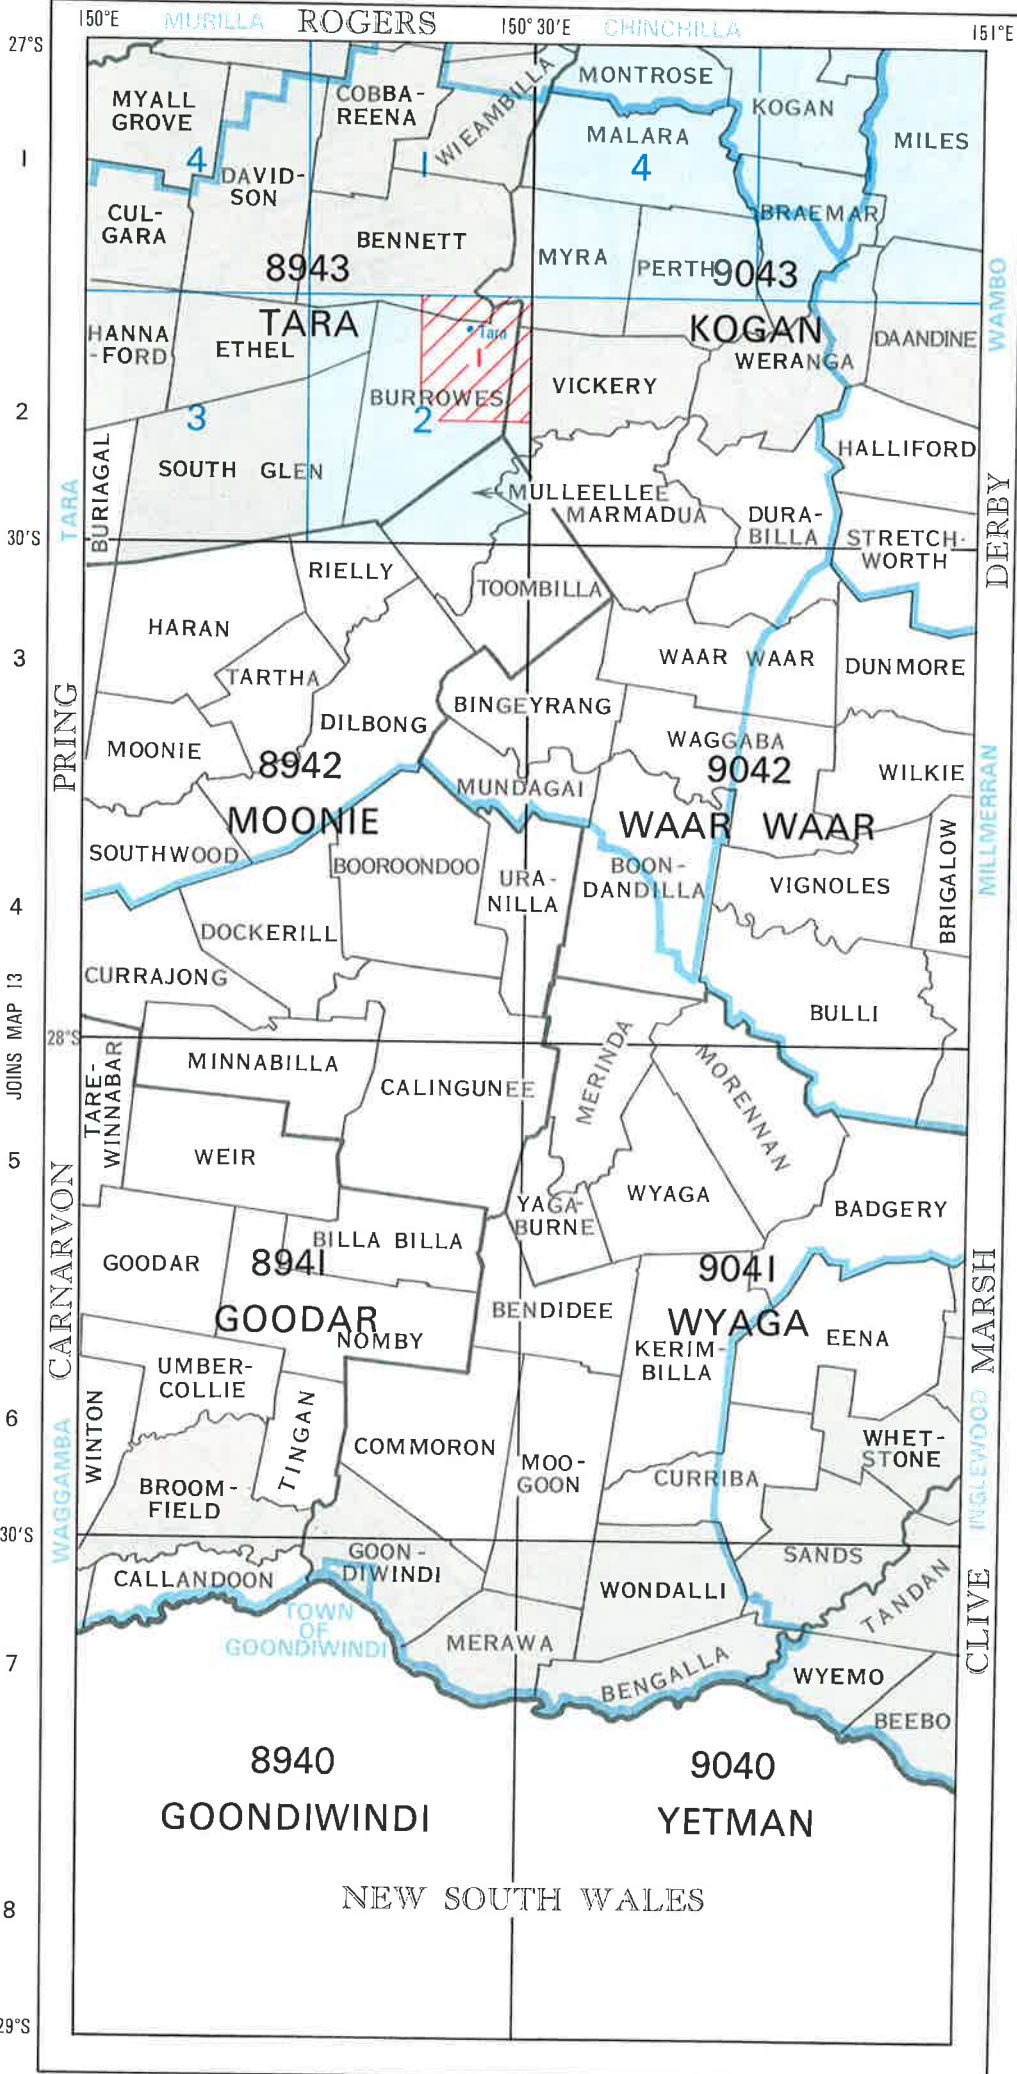 150°E MURILLA ROGERS 150° 30'E CHINCHILLA 151°E
27°S
MONTROSE
MYALL
GROVE
COBBA-
REENA
WIEAMBILLA
KOGAN
MALARA
MILES
1
4
1
4
DAVID-
SON
CUL-
GARA
BRAEMAR
BENNETT
MYRA
PERTH
8943
9043
WAMBO
TARA
KOGAN
HANNA
-FORD
ETHEL
Tara
1
DAANDINE
WERANGA
VICKERY
BURROWES
2
3
2
HALLIFORD
BURIAGAL
SOUTH GLEN
TARA
MULLEELLEE
MARMADUA
DURA-
BILLA
DERBY
30'S
STRETCH-
WORTH
RIELLY
TOOMBILLA
HARAN
3
WAAR WAAR
DUNMORE
TARTHA
BINGEYRANG
DILBONG
PRING
MOONIE
WAGGABA
8942
9042
WILKIE
MUNDAGAI
MILLMERRAN
MOONIE
WAAR WAAR
SOUTHWOOD
BOOROONDOO
URA-
NILLA
BOON-
DANDILLA
VIGNOLES
BRIGALOW
4
DOCKERILL
CURRAJONG
JOINS MAP 13
BULLI
28°S
MINNABILLA
TARE-
WINNABAR
CALINGUNEE
MERINDA
MORENNAN
5
WEIR
WYAGA
YAGA-
BURNE
BADGERY
CARNARVON
BILLA BILLA
GOODAR
8941
9041
MARSH
BENDIDEE
GOODAR
WYAGA
NOMBY
EENA
KERIM-
BILLA
UMBER-
COLLIE
6
WINTON
TINGAN
COMMORON
INGLEWOOD
WHET-
STONE
WAGGAMBA
MOO-
GOON
CURRIBA
BROOM-
FIELD
30'S
GOON-
DIWINDI
SANDS
CALLANDOON
WONDALLI
TANDAN
CLIVE
TOWN
OF
GOONDIWINDI
MERAWA
7
BENGALLA
WYEMO
BEEBO
8940
9040
GOONDIWINDI
YETMAN
NEW SOUTH WALES
8
29°S